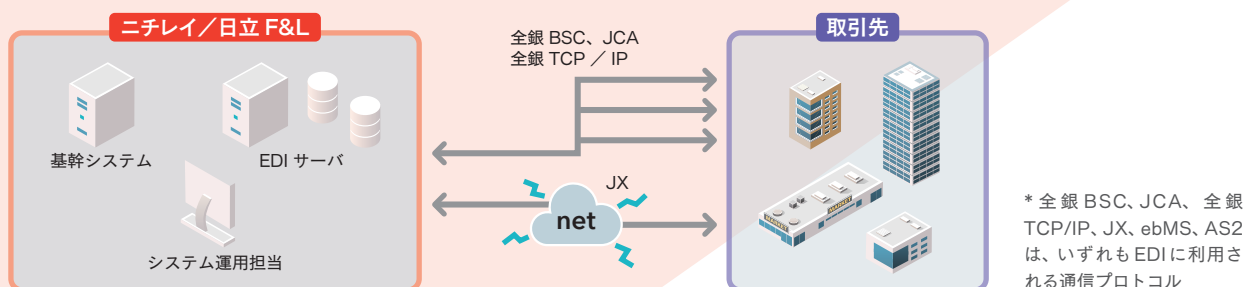 ニチレイ／日立 F&L
基幹システム
EDI サーバ
システム運用担当
全銀 BSC、JCA
全銀 TCP ／ IP
JX
net
取引先
MARKET
MARKET
* 全銀 BSC、JCA、全銀
TCP/IP、JX、ebMS、AS2
は、いずれも EDI に利用さ
れる通信プロトコル